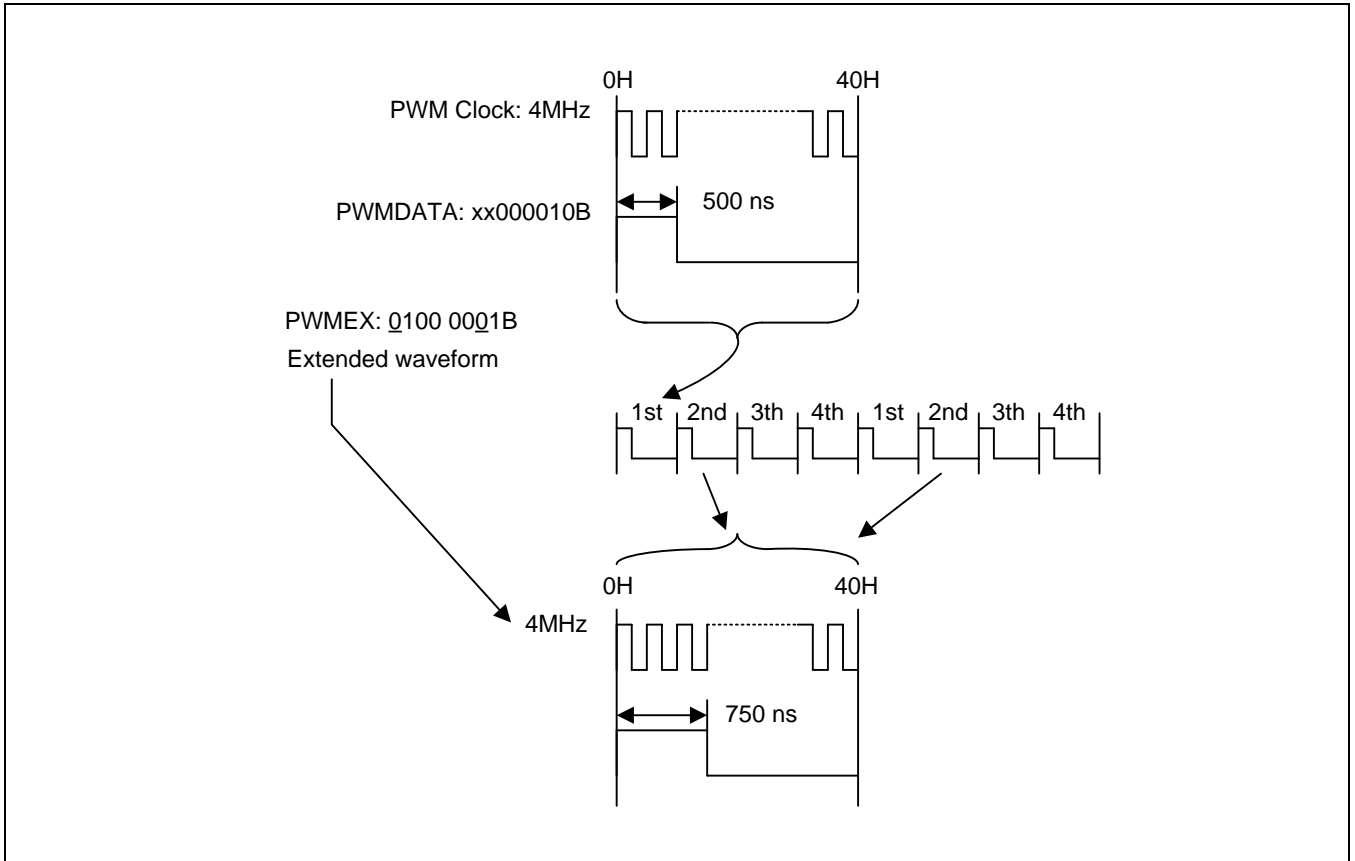 0H 40H
PWM Clock: 4MHz
500 ns
PWMDATA: xx000010B
PWMEX: 0100 0001B
Extended waveform
1st 2nd 3th 4th 1st 2nd 3th 4th
0H 40H
4MHz
750 ns